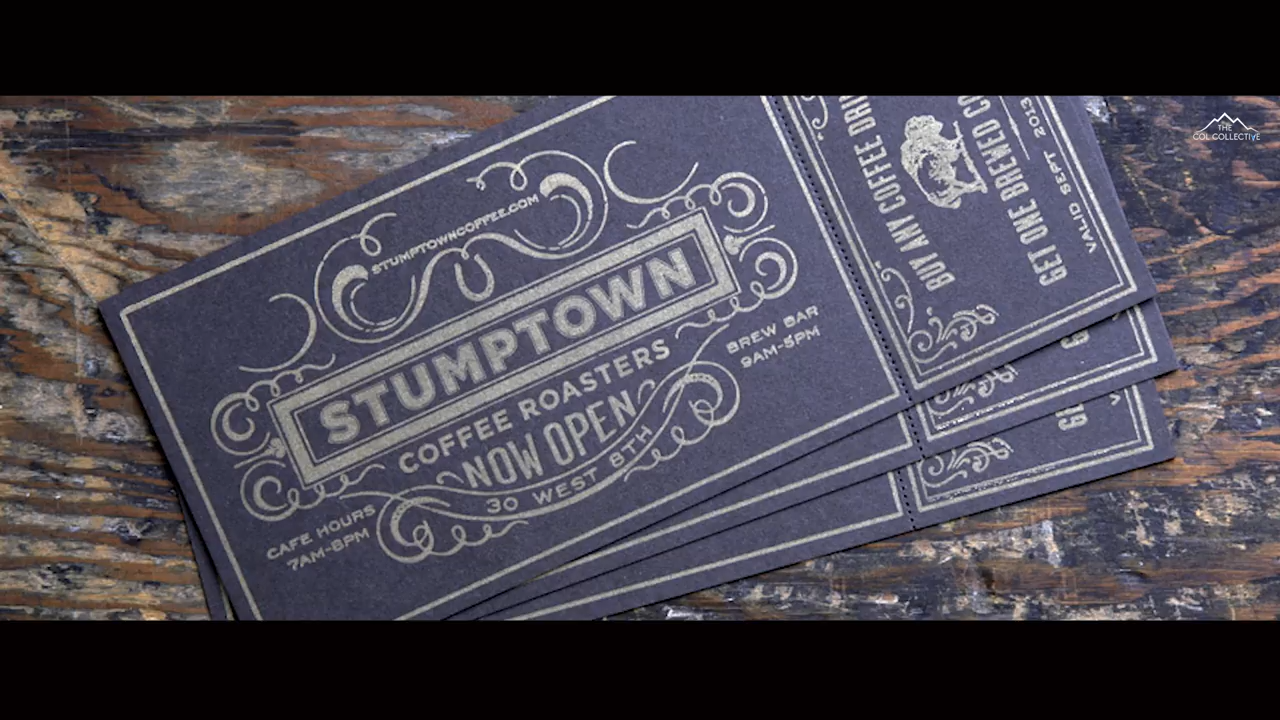 STUMPTOWNCOFFEE.COM
STUMPTOWN
COFFEE ROASTERS
NOW OPEN
30 WEST 8TH
CAFE HOURS
7AM-8PM
BREW BAR
9AM-5PM
BUY ANY COFFEE
GET ONE BREWED
VALID SEPT 2013
THE
COL COLLECTIVE